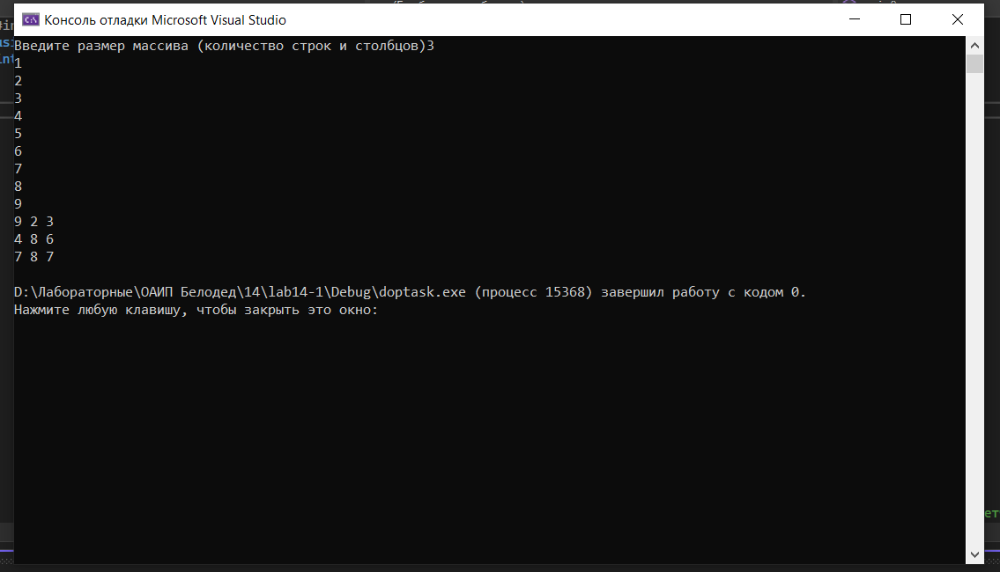 Консоль отладки Microsoft Visual Studio
Введите размер массива (количество строк и столбцов)3
1
2
3
4
5
6
7
8
9
9 2 3
4 8 6
7 8 7
D:\Лабораторные\ОАИП Белодед\14\lab14-1\Debug\doptask.exe (процесс 15368) завершил работу с кодом 0.
Нажмите любую клавишу, чтобы закрыть это окно: